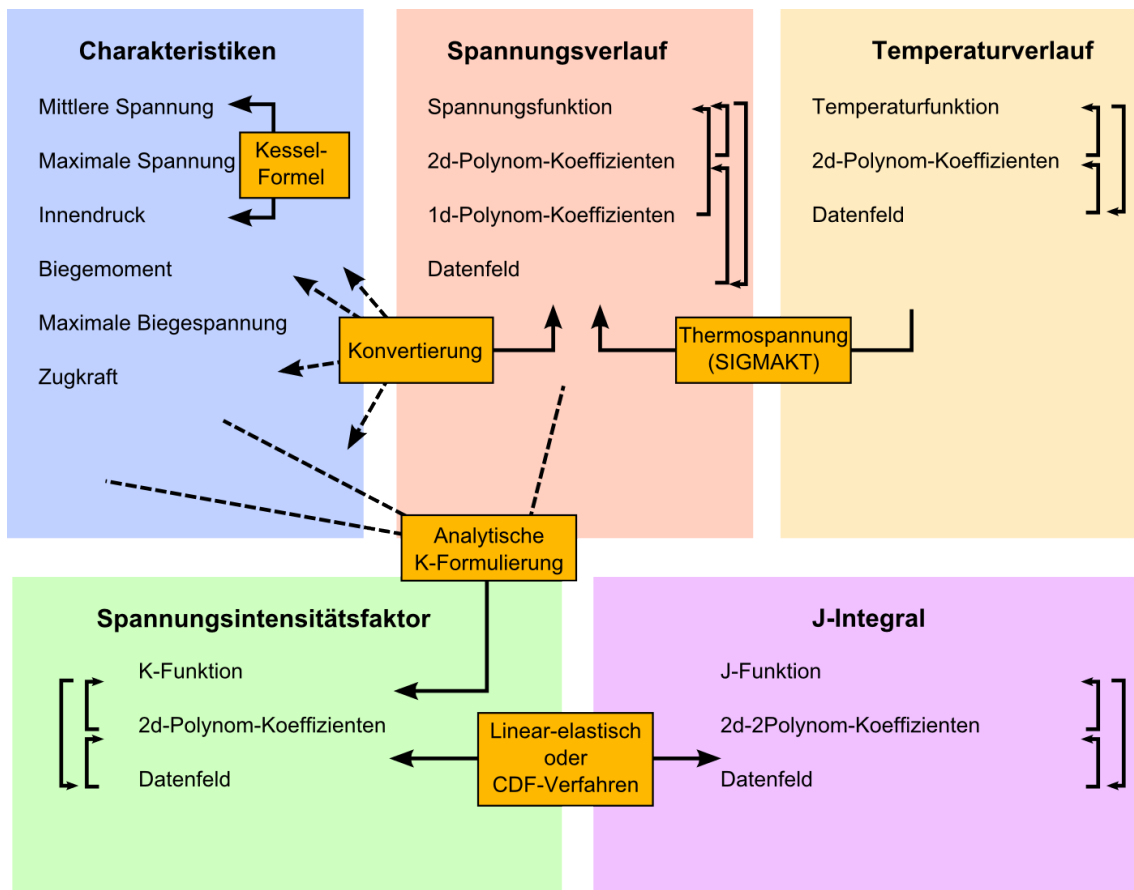 Charakteristiken
Mittlere Spannung
Maximale Spannung
Innendruck
Biegemoment
Maximale Biegespannung
Zugkraft
Kessel-
Formel
Spannungsverlauf
Spannungsfunktion
2d-Polynom-Koeffizienten
1d-Polynom-Koeffizienten
Datenfeld
Temperaturverlauf
Temperaturfunktion
2d-Polynom-Koeffizienten
Datenfeld
Konvertierung
Thermospannung
(SIGMAKT)
Analytische
K-Formulierung
Spannungsintensitätsfaktor
K-Funktion
2d-Polynom-Koeffizienten
Datenfeld
Linear-elastisch
oder
CDF-Verfahren
J-Integral
J-Funktion
2d-2Polynom-Koeffizienten
Datenfeld